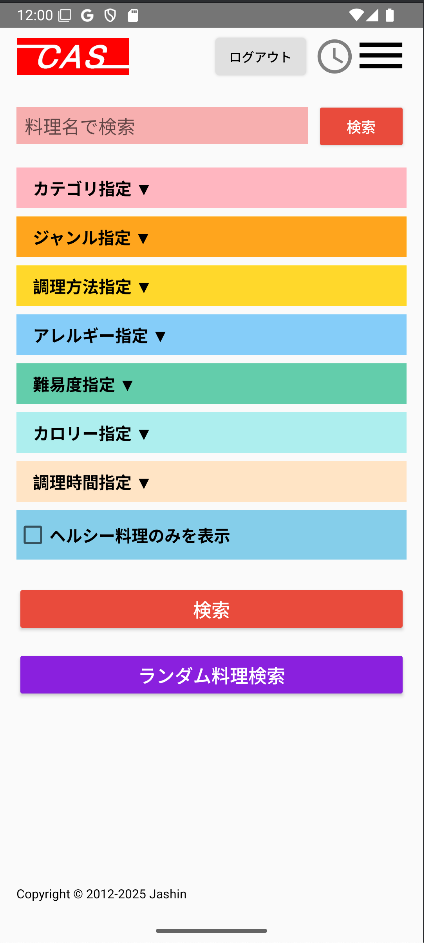 12:00
CAS
ログアウト
料理名で検索
検索
カテゴリ指定 ▼
ジャンル指定 ▼
調理方法指定 ▼
アレルギー指定 ▼
難易度指定 ▼
カロリー指定 ▼
調理時間指定 ▼
ヘルシー料理のみを表示
検索
ランダム料理検索
Copyright © 2012-2025 Jashin